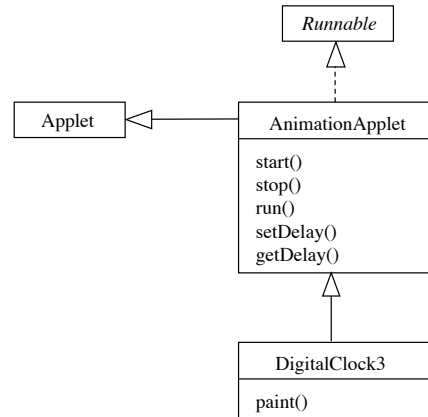 Runnable
Applet
AnimationApplet
start()
stop()
run()
setDelay()
getDelay()
DigitalClock3
paint()